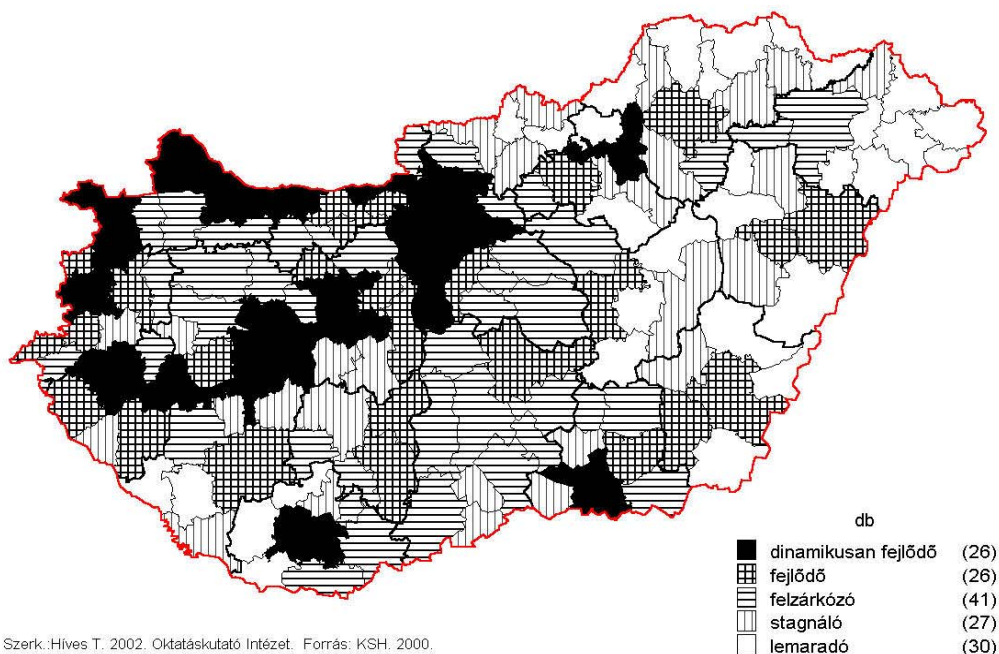 db
dinamikusan fejlődő (26)
fejlődő (26)
felzárkózó (41)
stagnáló (27)
lemaradó (30)
Szerk.:Híves T. 2002. Oktatáskutató Intézet. Forrás: KSH. 2000.